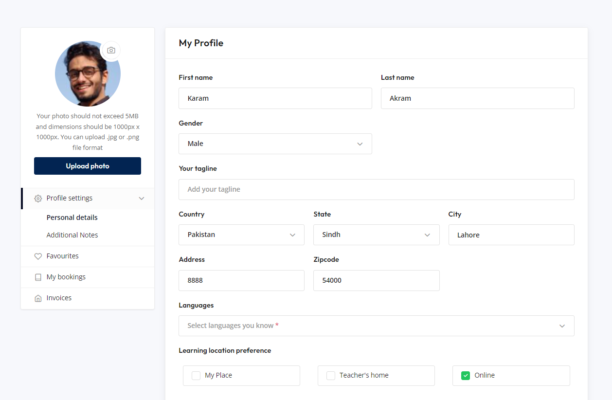 Your photo should not exceed 5MB
and dimensions should be 1000px x
1000px. You can upload .jpg or .png
file format
Upload photo
Profile settings
Personal details
Additional Notes
Favourites
My bookings
Invoices
My Profile
First name Last name
Karam Akram
Gender
Male
Your tagline
Add your tagline
Country State City
Pakistan Sindh Lahore
Address Zipcode
8888 54000
Languages
Select languages you know *
Learning location preference
My Place Teacher's home Online